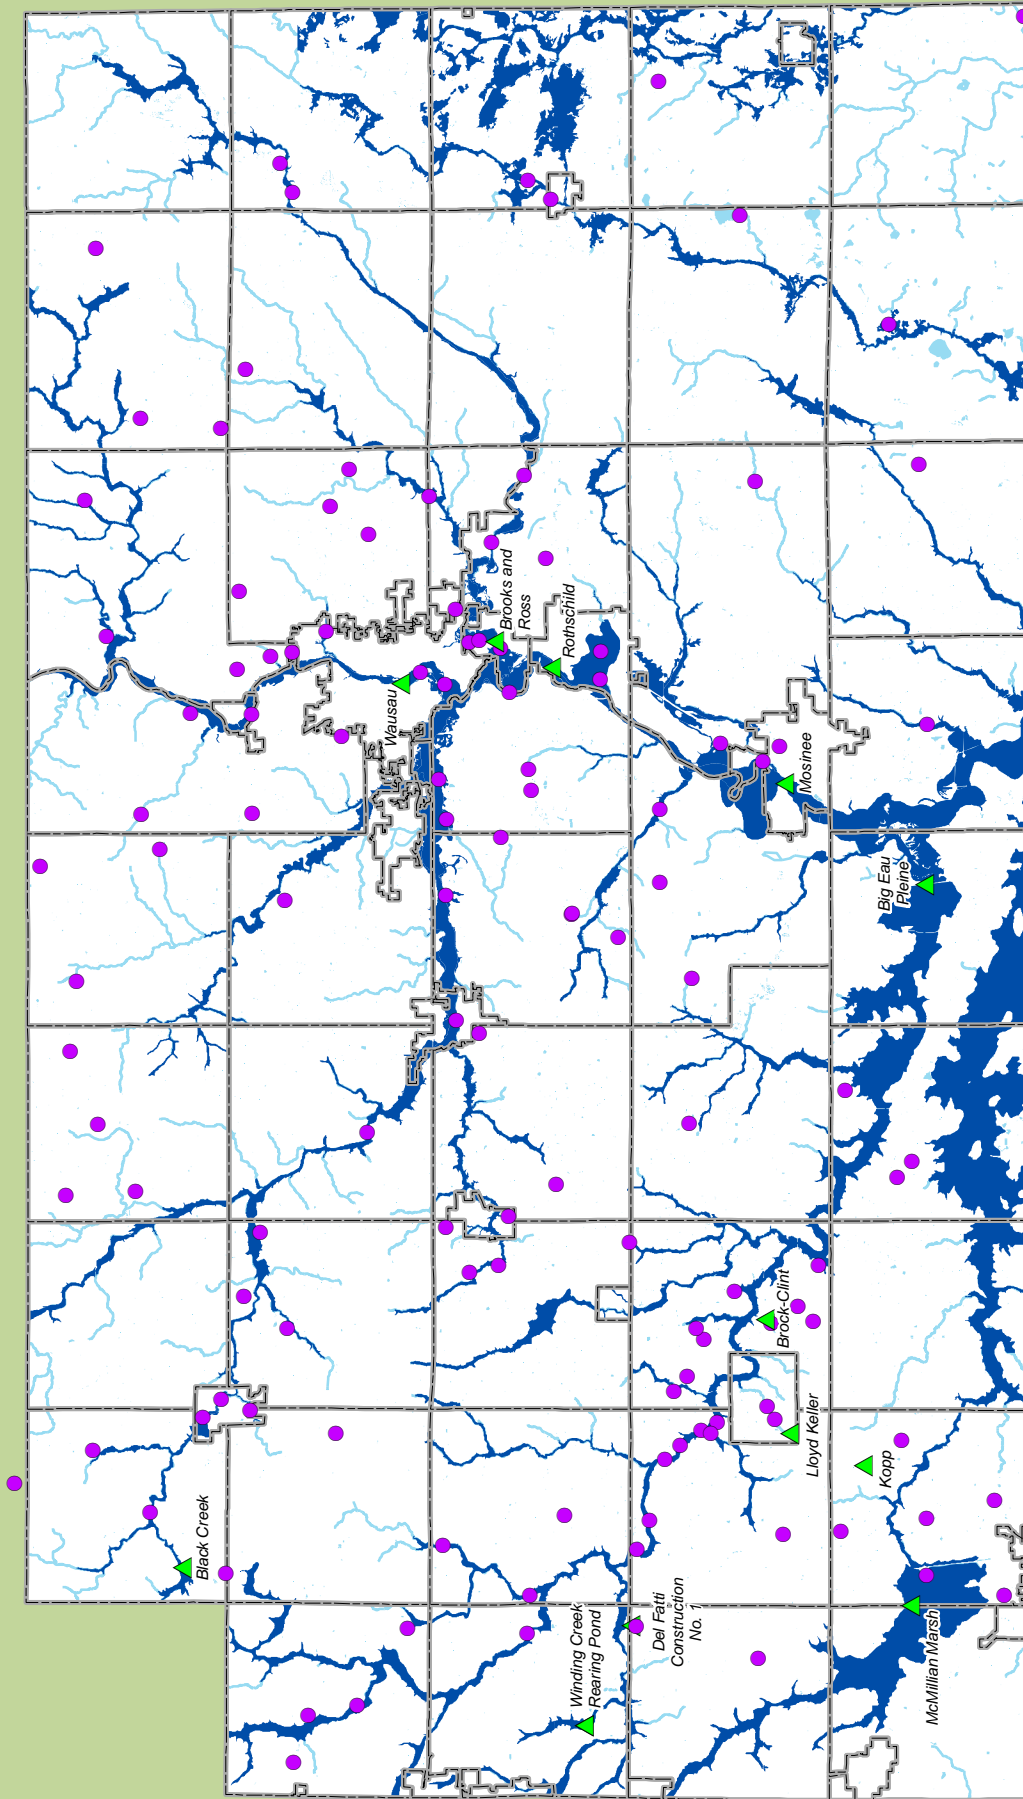 Brooks and
Ross
Rothschild
Wausau
Mosinee
Big Eau
Pleine
Brock-Clint
Lloyd Keller
Kopp
Black Creek
Del Fatti
Construction
No. 1
Winding Creek
Rearing Pond
McMillian Marsh